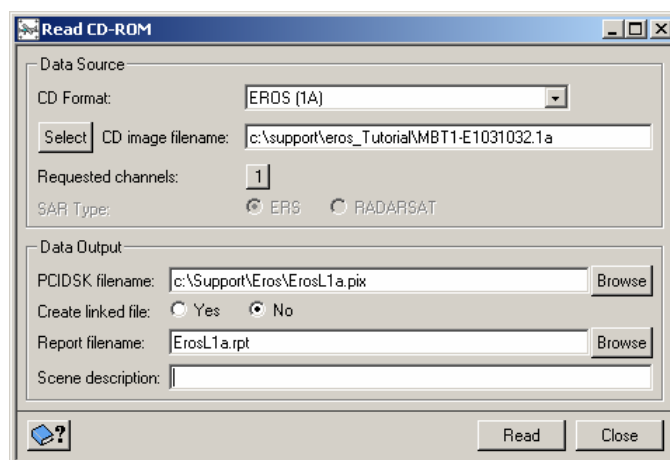 Read CD-ROM
Data Source
CD Format: EROS (1A)
Select CD image filename: c:\support\eros_Tutorial\MBT1-E1031032.1a
Requested channels: 1
SAR Type: ERS RADARSAT
Data Output
PCIDSK filename: c:\Support\Eros\ErosL1a.pix Browse
Create linked file: Yes No
Report filename: ErosL1a.rpt Browse
Scene description:
? Read Close